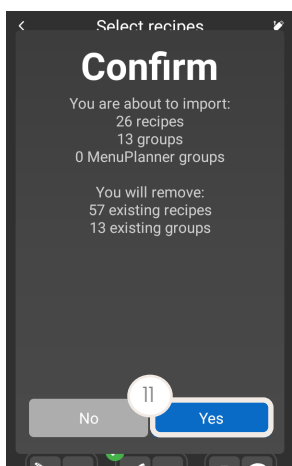 Select recipes
Confirm
You are about to import:
26 recipes
13 groups
0 MenuPlanner groups
You will remove:
57 existing recipes
13 existing groups
11
No
Yes